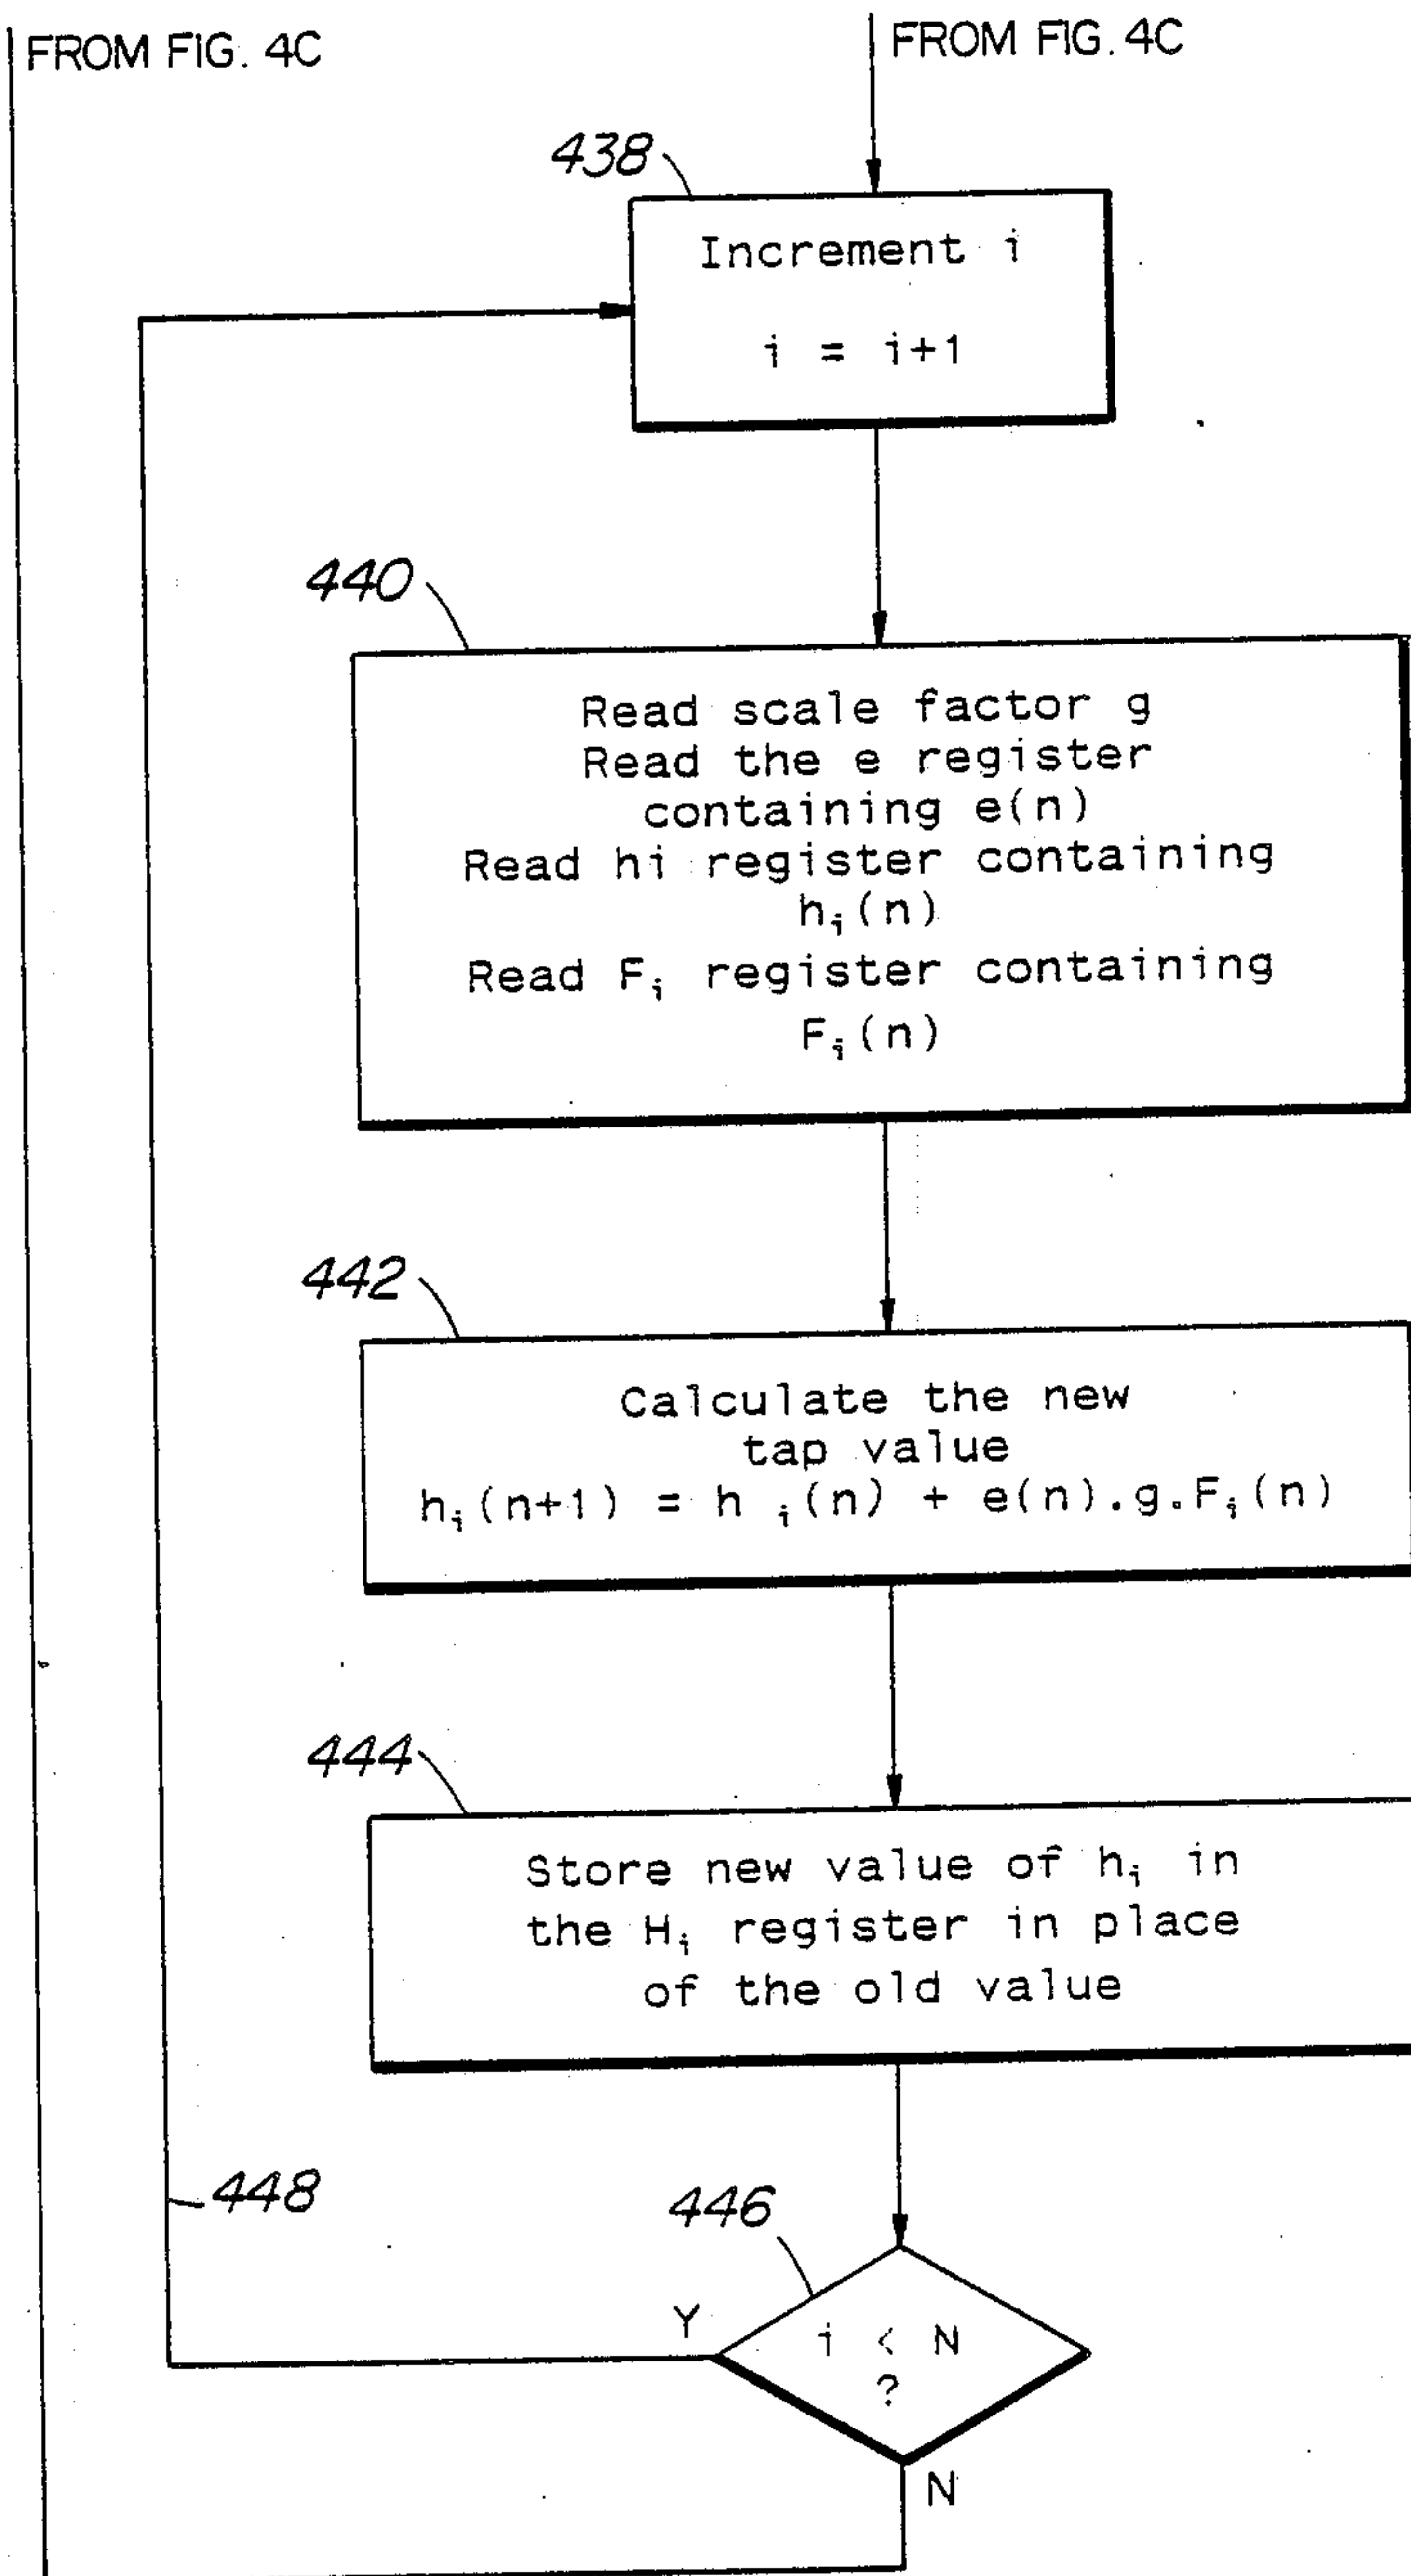 FROM FIG. 4C
FROM FIG. 4C
438
Increment i
i = i+1
440
Read scale factor g
Read the e register
containing e(n)
Read hi register containing
hᵢ(n)
Read Fᵢ register containing
Fᵢ(n)
442
Calculate the new
tap value
hᵢ(n+1) = h ᵢ(n) + e(n).g.Fᵢ(n)
444
Store new value of hᵢ in
the Hᵢ register in place
of the old value
448
446
Y
i < N
?
N